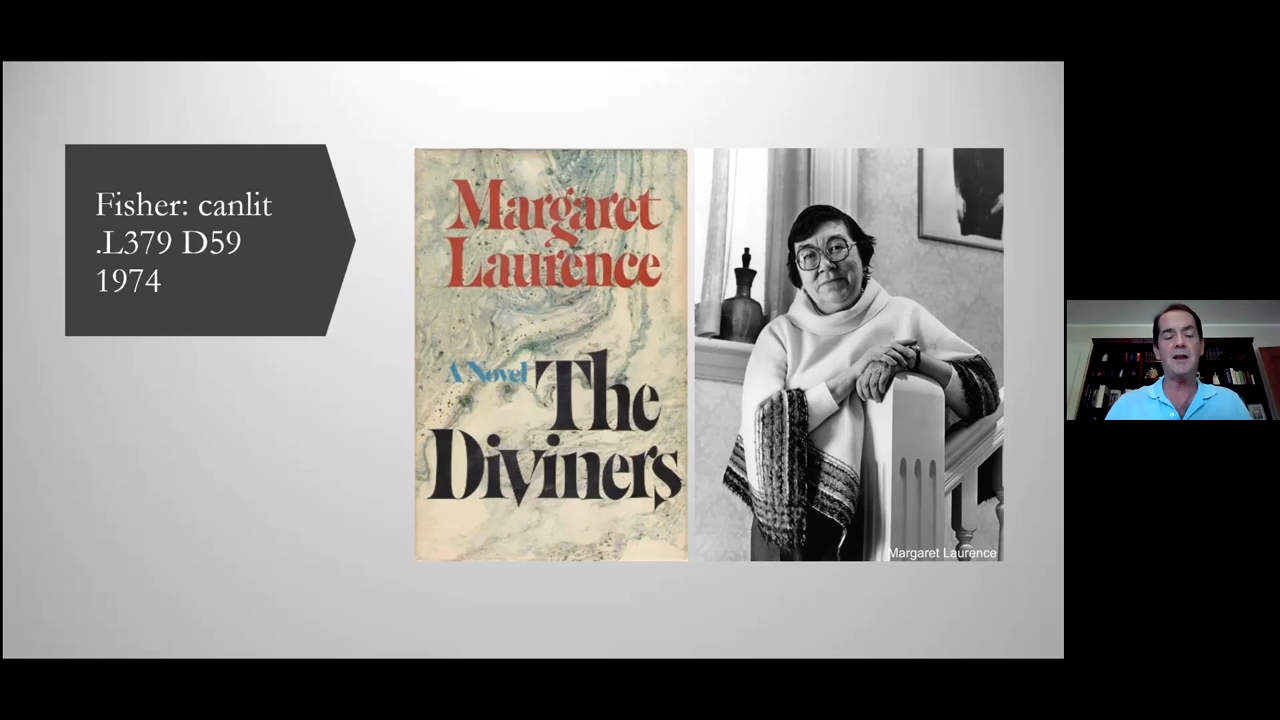 Fisher: canlit
.L379 D59
1974
Margaret
Laurence
A Novel
The
Diviners
Margaret Laurence